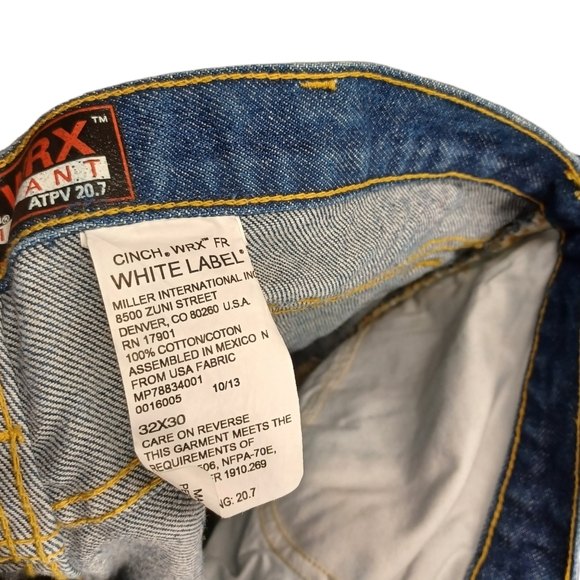 WRX™
ANT
ATPV 20.7
CINCH® WRX™ FR
WHITE LABEL®
MILLER INTERNATIONAL INC
8500 ZUNI STREET
DENVER, CO 80260 U.S.A.
RN 17901
100% COTTON/COTON
ASSEMBLED IN MEXICO N
FROM USA FABRIC
MP78834001
0016005 10/13
32X30
CARE ON REVERSE
THIS GARMENT MEETS THE
REQUIREMENTS OF
506, NFPA-70E,
R 1910.269
NG: 20.7